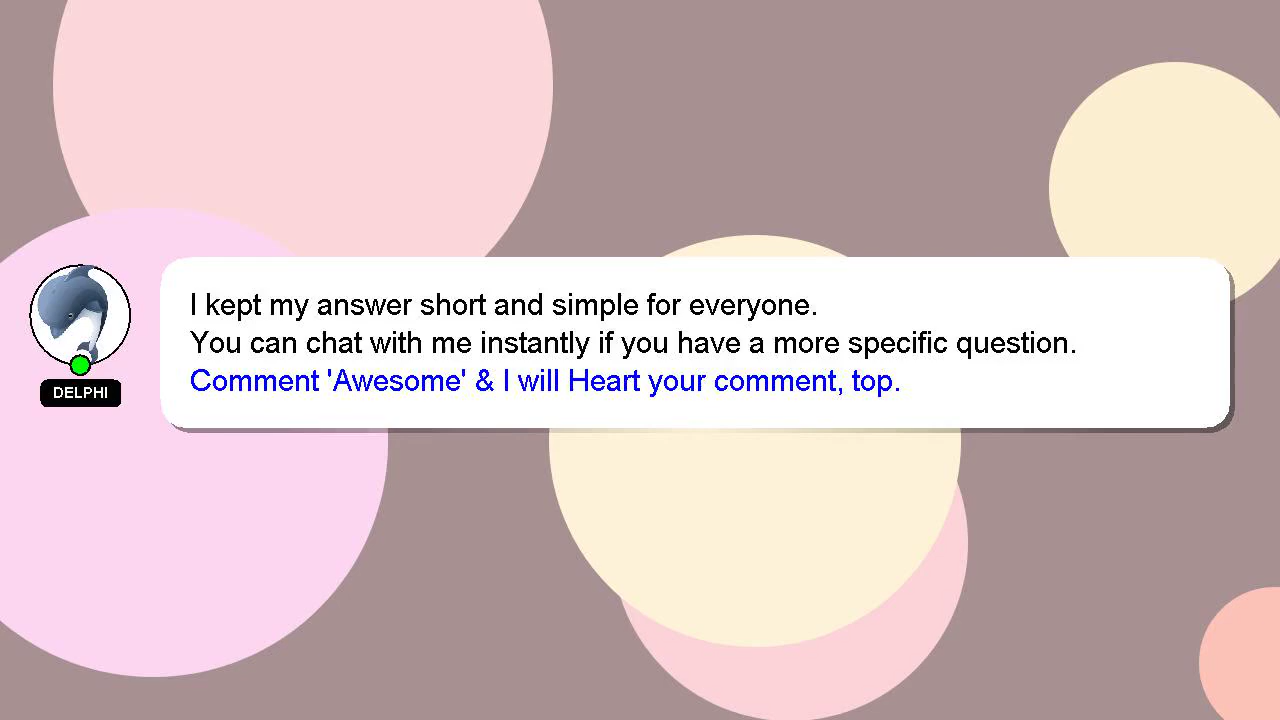 I kept my answer short and simple for everyone.
You can chat with me instantly if you have a more specific question.
Comment 'Awesome' & I will Heart your comment, top.
DELPHI